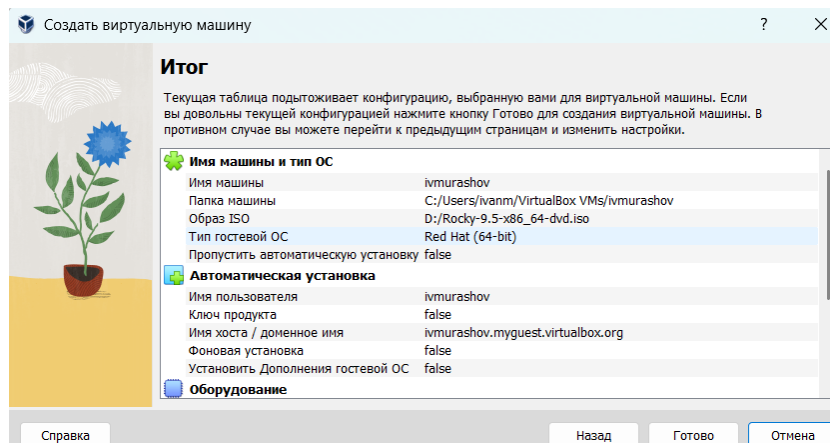 Создать виртуальную машину
?
Итог
Текущая таблица подытоживает конфигурацию, выбранную вами для виртуальной машины. Если
вы довольны текущей конфигурацией нажмите кнопку Готово для создания виртуальной машины. В
противном случае вы можете перейти к предыдущим страницам и изменить настройки.
Имя машины и тип ОС
Имя машины ivmurashov
Папка машины C:/Users/ivanm/VirtualBox VMs/ivmurashov
Образ ISO D:/Rocky-9.5-x86_64-dvd.iso
Тип гостевой ОС Red Hat (64-bit)
Пропустить автоматическую установку false
Автоматическая установка
Имя пользователя ivmurashov
Ключ продукта false
Имя хоста / доменное имя ivmurashov.myguest.virtualbox.org
Фоновая установка false
Установить Дополнения гостевой ОС false
Оборудование
Справка Назад Готово Отмена